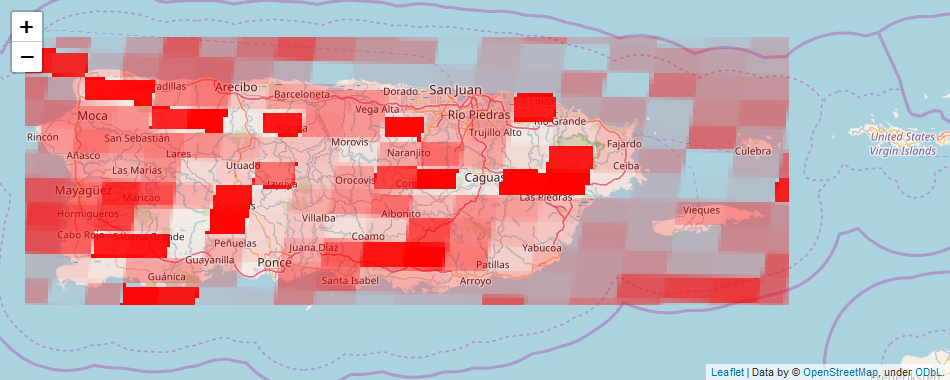 +
−
Arecibo
Barceloneta
Dorado
San Juan
Loíza
Moca
Vega Alta
Río Piedras
Río Grande
Florida
Trujillo Alto
Rincón
San Sebastián
Morovis
Fajardo
United States
Virgin Islands
Añasco
Lares
Naranjito
Culebra
Las Marías
Utuado
Ceiba
Jayuya
Orocovis
Caguas
Mayagüez
Maricao
Las Piedras
Hormigueros
Villalba
Aibonito
Vieques
Cabo Rojo
Sabana Grande
Coamo
Peñuelas
Juana Díaz
Yabucoa
Guayanilla
Ponce
Patillas
Guánica
Santa Isabel
Arroyo
Leaflet | Data by © OpenStreetMap, under ODbL.